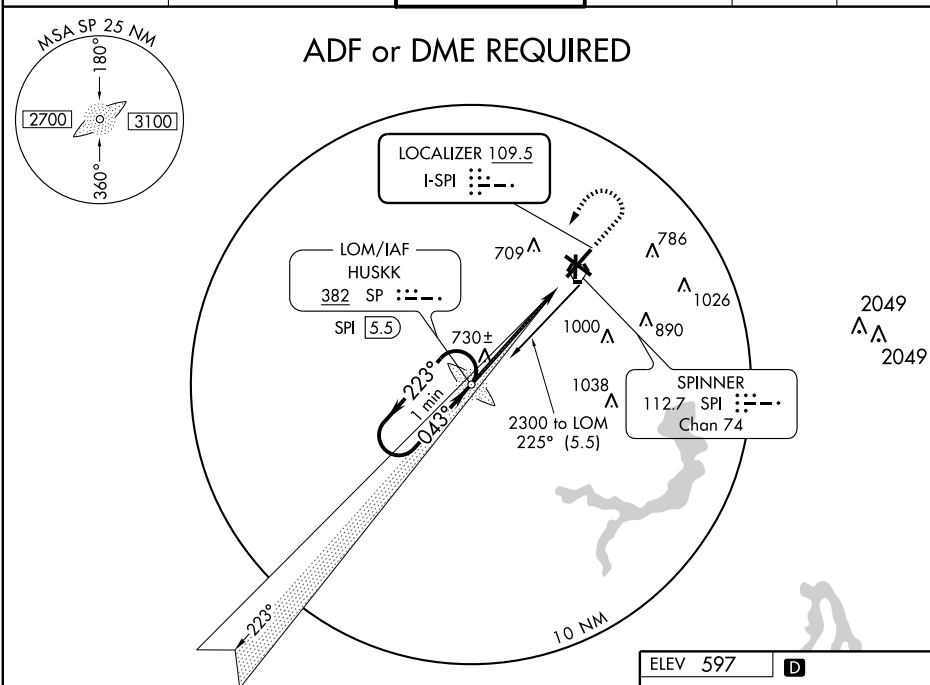 MSA SP 25 NM
180°
2700
3100
360°
ADF or DME REQUIRED
LOCALIZER 109.5
I-SPI
LOM/IAF
HUSKK
382 SP
SPI 5.5
709
786
1026
890
1000
1038
730±
2049
2049
SPINNER
112.7 SPI
Chan 74
223°
1 min
043°
2300 to LOM
225° (5.5)
223°
10 NM
ELEV 597 D